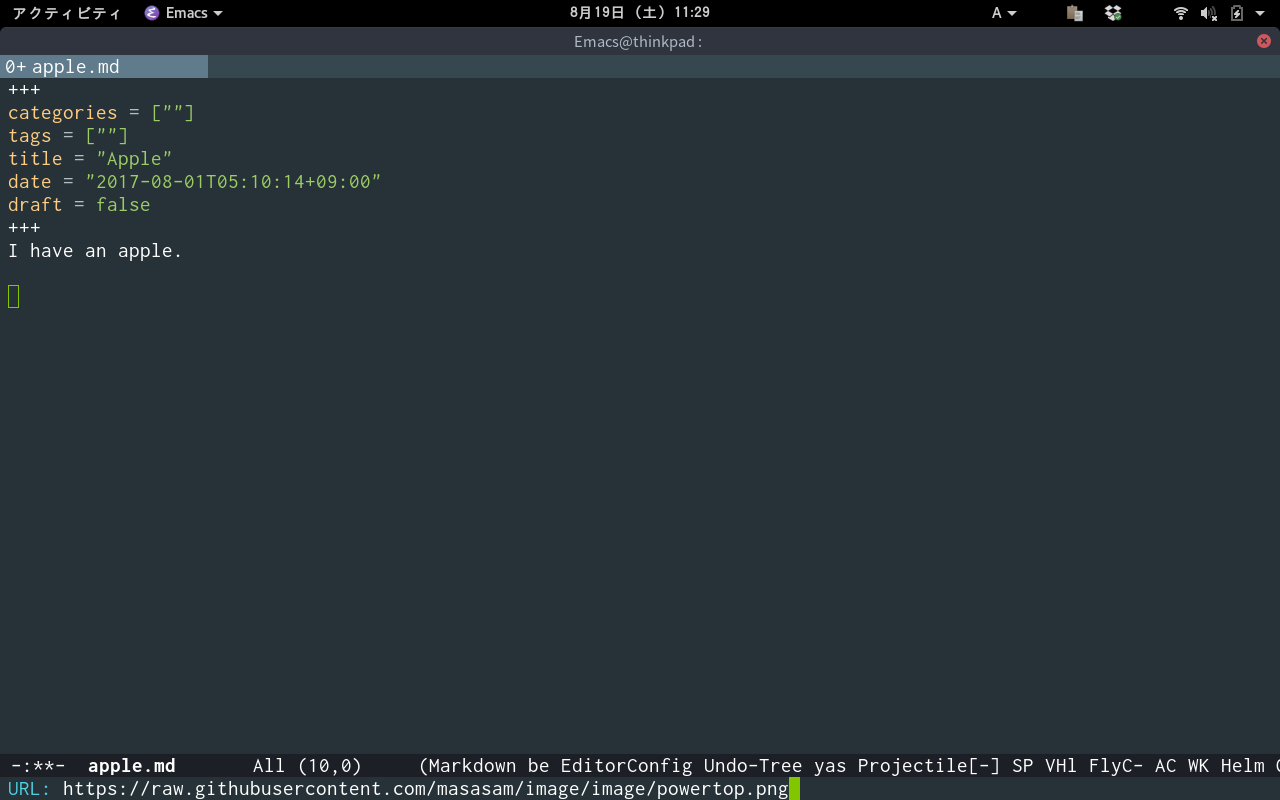 アクティビティ Emacs 8月19日 (土) 11:29 A
Emacs@thinkpad:
0+ apple.md
+++
categories = [""]
tags = [""]
title = "Apple"
date = "2017-08-01T05:10:14+09:00"
draft = false
+++
I have an apple.
-:**- apple.md All (10,0) (Markdown be EditorConfig Undo-Tree yas Projectile[-] SP VHl FlyC- AC WK Helm
URL: https://raw.githubusercontent.com/masasam/image/image/powertop.png